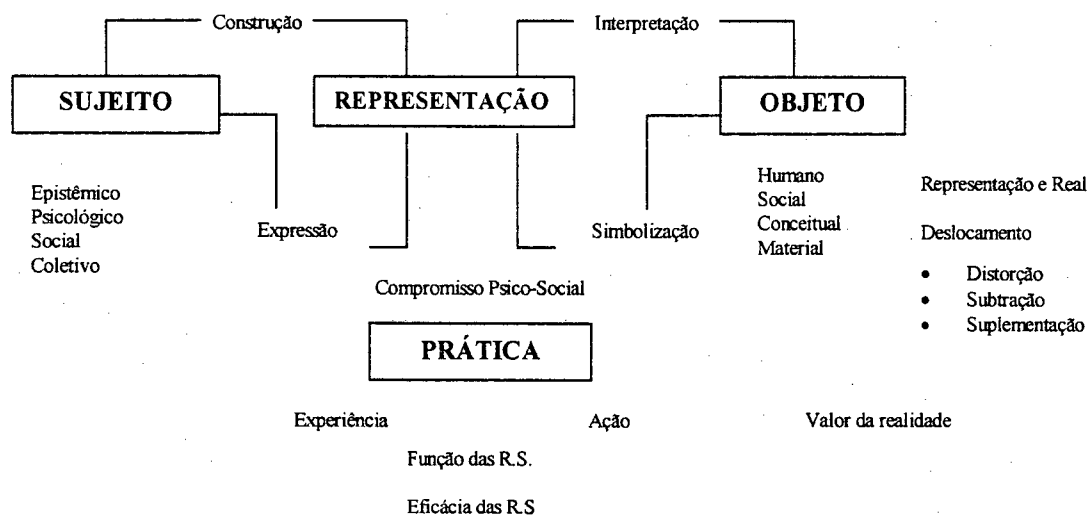 Construção
Interpretação
SUJEITO
REPRESENTAÇÃO
OBJETO
Epistêmico
Psicológico
Social
Coletivo
Expressão
Simbolização
Humano
Social
Conceitual
Material
Representação e Real
Deslocamento
• Distorção
• Subtração
• Suplementação
Compromisso Psico-Social
PRÁTICA
Experiência
Ação
Valor da realidade
Função das R.S.
Eficácia das R.S